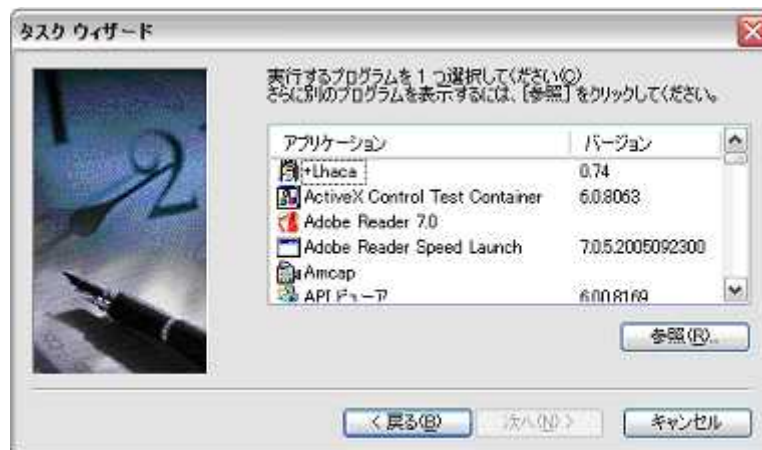 タスク ウィザード
実行するプログラムを 1 つ選択してください(C)
さらに別のプログラムを表示するには、[参照] をクリックしてください。
アプリケーション バージョン
+Lhaca 0.74
ActiveX Control Test Container 6.0.8063
Adobe Reader 7.0
Adobe Reader Speed Launch 7.0.5.2005092300
Amcap
API ビューア 6.00.8169
参照(R)...
< 戻る(B) 次へ(N) > キャンセル